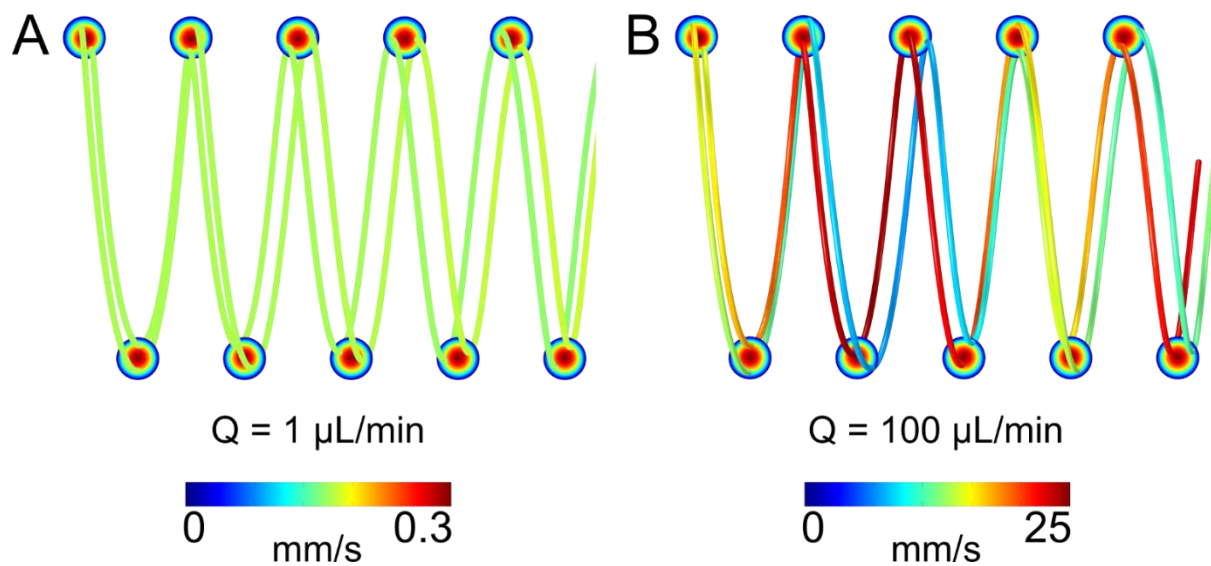 A
B
Q = 1 μL/min
Q = 100 μL/min
0
0.3
mm/s
0
25
mm/s